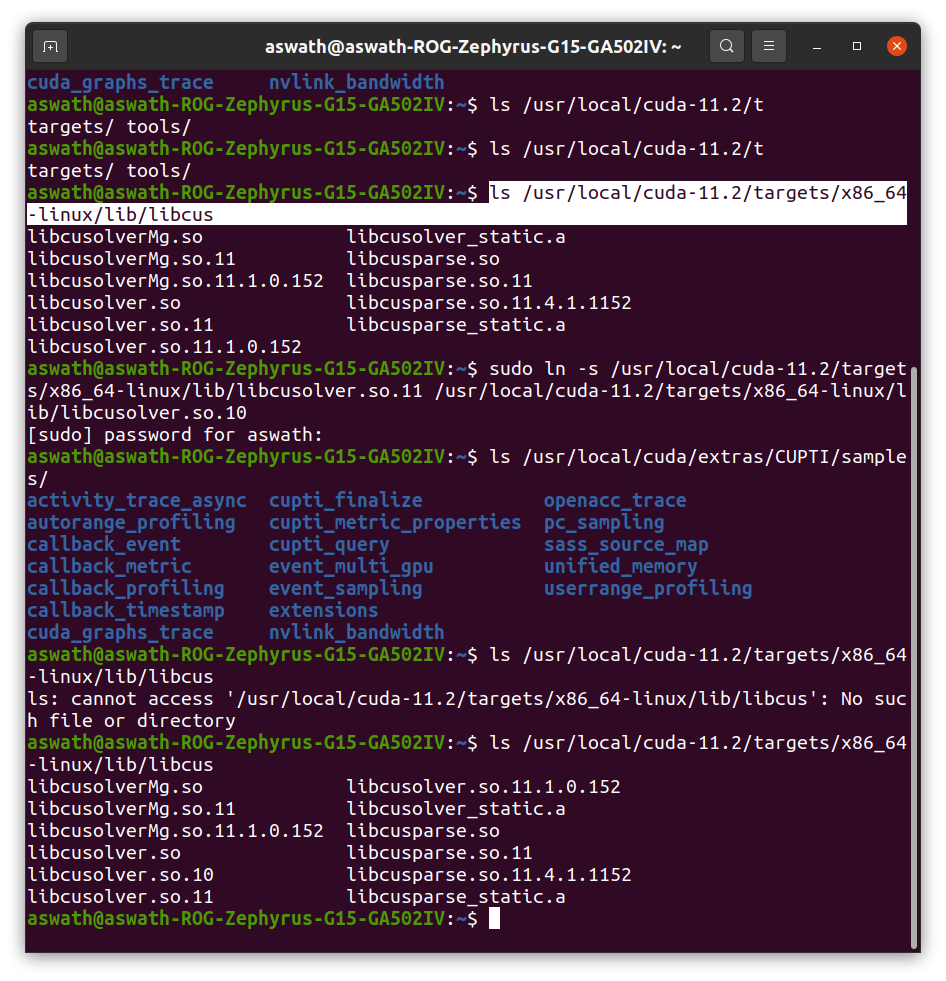 aswath@aswath-ROG-Zephyrus-G15-GA502IV: ~
cuda_graphs_trace     nvlink_bandwidth
aswath@aswath-ROG-Zephyrus-G15-GA502IV:~$ ls /usr/local/cuda-11.2/t
targets/ tools/
aswath@aswath-ROG-Zephyrus-G15-GA502IV:~$ ls /usr/local/cuda-11.2/t
targets/ tools/
aswath@aswath-ROG-Zephyrus-G15-GA502IV:~$ ls /usr/local/cuda-11.2/targets/x86_64
-linux/lib/libcus
libcusolverMg.so             libcusolver_static.a
libcusolverMg.so.11          libcusparse.so
libcusolverMg.so.11.1.0.152  libcusparse.so.11
libcusolver.so               libcusparse.so.11.4.1.1152
libcusolver.so.11            libcusparse_static.a
libcusolver.so.11.1.0.152
aswath@aswath-ROG-Zephyrus-G15-GA502IV:~$ sudo ln -s /usr/local/cuda-11.2/target
s/x86_64-linux/lib/libcusolver.so.11 /usr/local/cuda-11.2/targets/x86_64-linux/l
ib/libcusolver.so.10
[sudo] password for aswath:
aswath@aswath-ROG-Zephyrus-G15-GA502IV:~$ ls /usr/local/cuda/extras/CUPTI/sample
s/
activity_trace_async  cupti_finalize           openacc_trace
autorange_profiling   cupti_metric_properties  pc_sampling
callback_event        cupti_query              sass_source_map
callback_metric       event_multi_gpu          unified_memory
callback_profiling    event_sampling           userrange_profiling
callback_timestamp    extensions
cuda_graphs_trace     nvlink_bandwidth
aswath@aswath-ROG-Zephyrus-G15-GA502IV:~$ ls /usr/local/cuda-11.2/targets/x86_64
-linux/lib/libcus
ls: cannot access '/usr/local/cuda-11.2/targets/x86_64-linux/lib/libcus': No suc
h file or directory
aswath@aswath-ROG-Zephyrus-G15-GA502IV:~$ ls /usr/local/cuda-11.2/targets/x86_64
-linux/lib/libcus
libcusolverMg.so             libcusolver.so.11.1.0.152
libcusolverMg.so.11          libcusolver_static.a
libcusolverMg.so.11.1.0.152  libcusparse.so
libcusolver.so               libcusparse.so.11
libcusolver.so.10            libcusparse.so.11.4.1.1152
libcusolver.so.11            libcusparse_static.a
aswath@aswath-ROG-Zephyrus-G15-GA502IV:~$